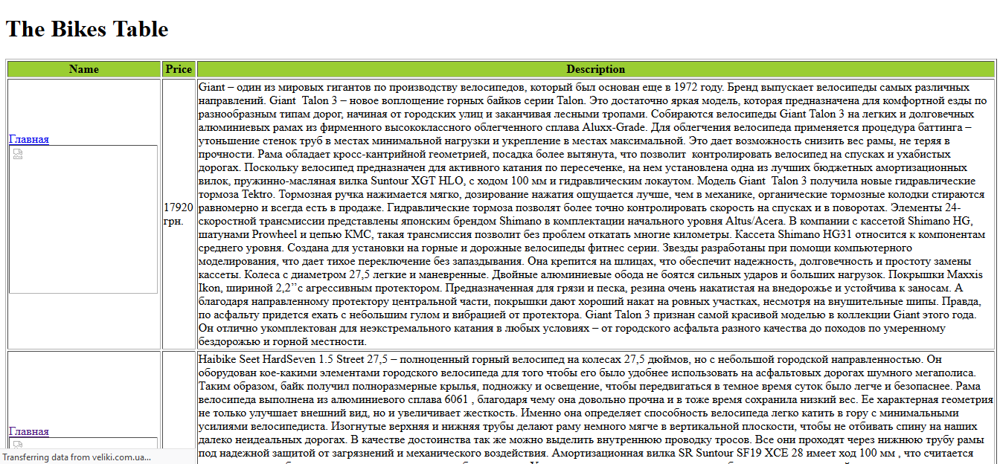 The Bikes Table
Name Price Description
Главная
17920
грн.
Giant – один из мировых гигантов по производству велосипедов, который был основан еще в 1972 году. Бренд выпускает велосипеды самых различных
направлений. Giant  Talon 3 – новое воплощение горных байков серии Talon. Это достаточно яркая модель, которая предназначена для комфортной езды по
разнообразным типам дорог, начиная от городских улиц и заканчивая лесными тропами. Собираются велосипеды Giant Talon 3 на легких и долговечных
алюминиевых рамах из фирменного высококлассного облегченного сплава Aluxx-Grade. Для облегчения велосипеда применяется процедура баттинга –
утоньшение стенок труб в местах минимальной нагрузки и укрепление в местах максимальной. Это дает возможность снизить вес рамы, не теряя в
прочности. Рама обладает кросс-кантрийной геометрией, посадка более вытянута, что позволит  контролировать велосипед на спусках и ухабистых
дорогах. Поскольку велосипед предназначен для активного катания по пересеченке, на нем установлена одна из лучших бюджетных амортизационных
вилок, пружинно-масляная вилка Suntour XGT HLO, с ходом 100 мм и гидравлическим локаутом. Модель Giant  Talon 3 получила новые гидравлические
тормоза Tektro. Тормозная ручка нажимается мягко, дозирование нажатия ощущается лучше, чем в механике, органические тормозные колодки стираются
равномерно и всегда есть в продаже. Гидравлические тормоза позволят более точно контролировать скорость на спусках и в поворотах. Элементы 24-
скоростной трансмиссии представлены японским брендом Shimano в комплектации начального уровня Altus/Acera. В компании с кассетой Shimano HG,
шатунами Prowheel и цепью КМС, такая трансмиссия позволит без проблем откатать многие километры. Кассета Shimano HG31 относится к компонентам
среднего уровня. Создана для установки на горные и дорожные велосипеды фитнес серии. Звезды разработаны при помощи компьютерного
моделирования, что дает тихое переключение без запаздывания. Она крепится на шлицах, что обеспечит надежность, долговечность и простоту замены
кассеты. Колеса с диаметром 27,5 легкие и маневренные. Двойные алюминиевые обода не боятся сильных ударов и больших нагрузок. Покрышки Maxxis
Ikon, шириной 2,2’’с агрессивным протектором. Предназначенная для грязи и песка, резина очень накатистая на внедорожье и устойчива к заносам. А
благодаря направленному протектору центральной части, покрышки дают хороший накат на ровных участках, несмотря на внушительные шипы. Правда,
по асфальту придется ехать с небольшим гулом и вибрацией от протектора. Giant Talon 3 признан самой красивой моделью в коллекции Giant этого года.
Он отлично укомплектован для неэкстремального катания в любых условиях – от городского асфальта разного качества до походов по умеренному
бездорожью и горной местности.
Главная
Haibike Seet HardSeven 1.5 Street 27,5 – полноценный горный велосипед на колесах 27,5 дюймов, но с небольшой городской направленностью. Он
оборудован кое-какими элементами городского велосипеда для того чтобы его было удобнее использовать на асфальтовых дорогах шумного мегаполиса.
Таким образом, байк получил полноразмерные крылья, подножку и освещение, чтобы передвигаться в темное время суток было легче и безопаснее. Рама
велосипеда выполнена из алюминиевого сплава 6061 , благодаря чему она довольно прочна и в тоже время сохранила низкий вес. Ее характерная геометрия
не только улучшает внешний вид, но и увеличивает жесткость. Именно она определяет способность велосипеда легко катить в гору с минимальными
усилиями велосипедиста. Изогнутые верхняя и нижняя трубы делают раму немного мягче в вертикальной плоскости, чтобы не отбивать спину на наших
далеко неидеальных дорогах. В качестве достоинства так же можно выделить внутреннюю проводку тросов. Все они проходят через нижнюю трубу рамы
под надежной защитой от загрязнений и механического воздействия. Амортизационная вилка SR Suntour SF19 XCE 28 имеет ход 100 мм , что считается
Transferring data from veliki.com.ua...